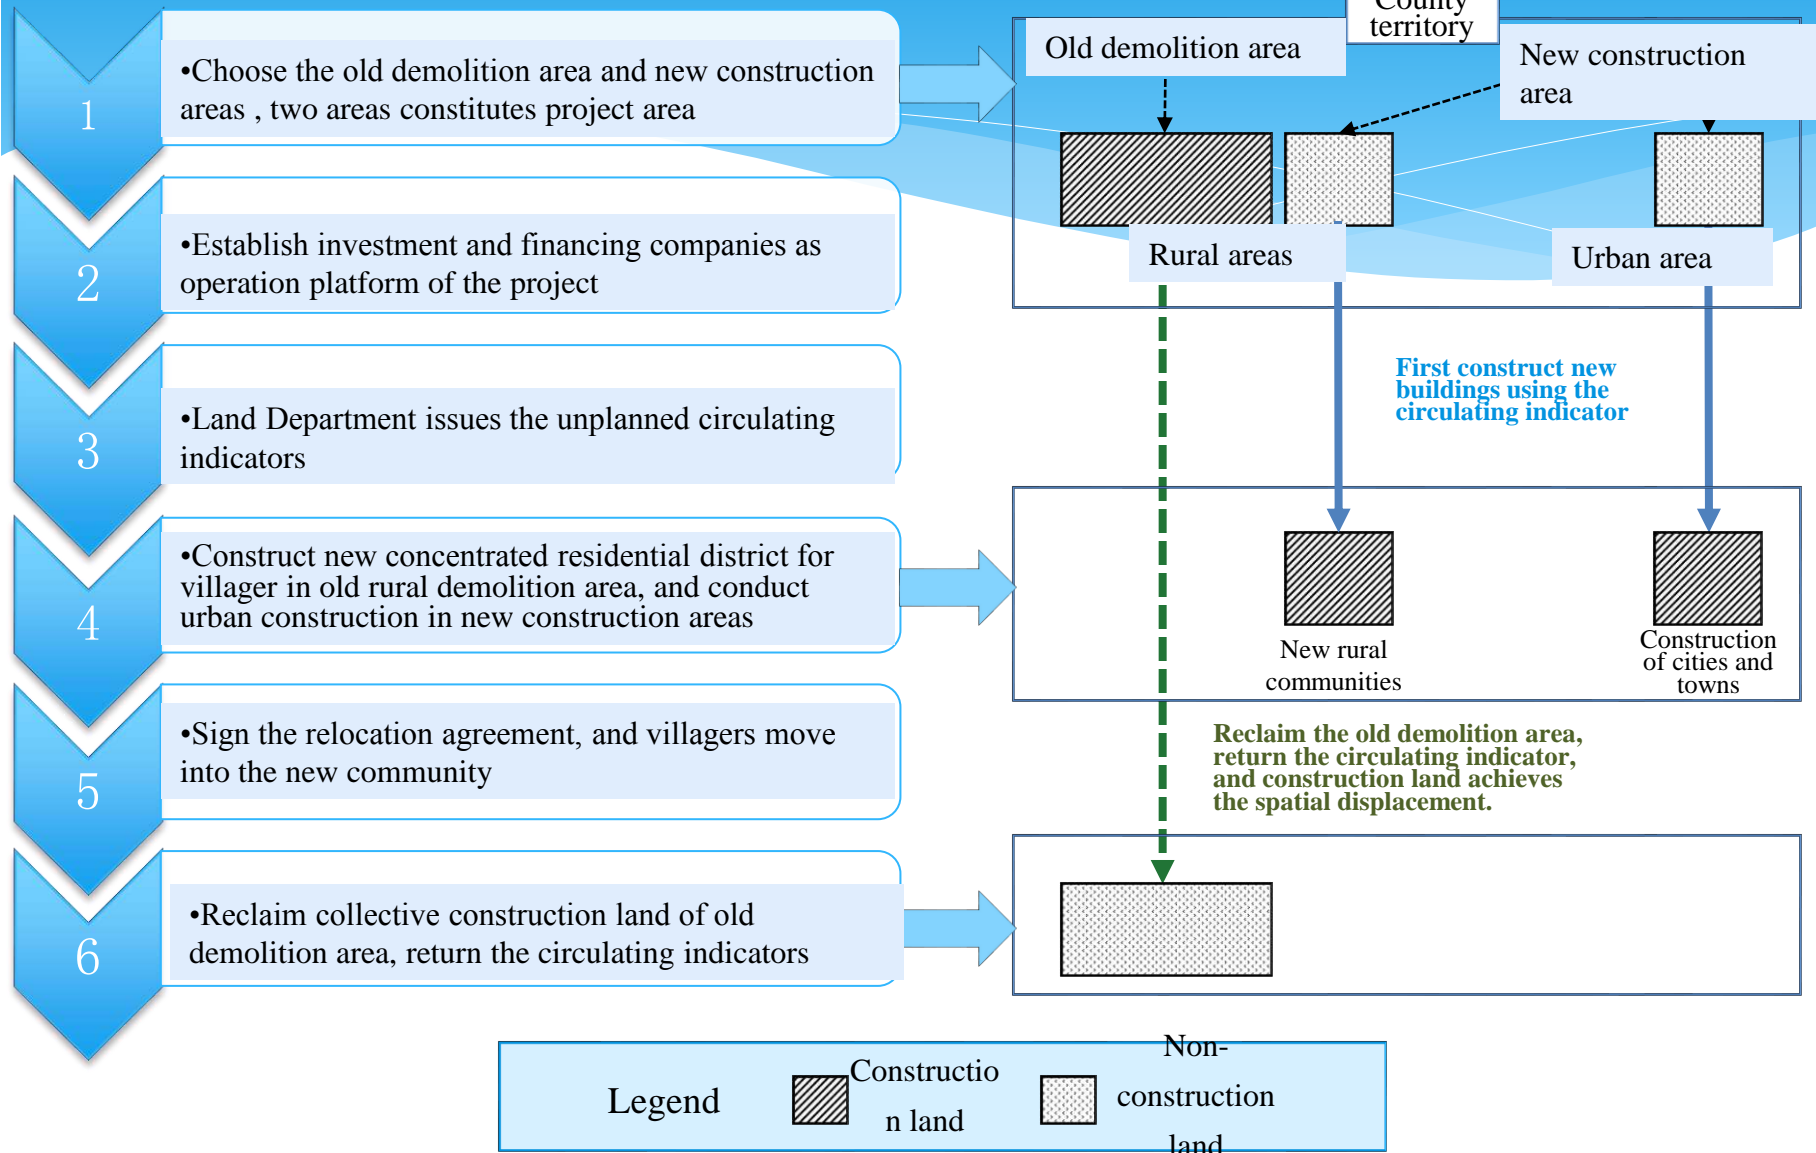 1
•Choose the old demolition area and new construction
areas , two areas constitutes project area
2
•Establish investment and financing companies as
operation platform of the project
3
•Land Department issues the unplanned circulating
indicators
4
•Construct new concentrated residential district for
villager in old rural demolition area, and conduct
urban construction in new construction areas
5
•Sign the relocation agreement, and villagers move
into the new community
6
•Reclaim collective construction land of old
demolition area, return the circulating indicators
County
territory
Old demolition area
New construction
area
Rural areas
Urban area
First construct new
buildings using the
circulating indicator
New rural
communities
Construction
of cities and
towns
Reclaim the old demolition area,
return the circulating indicator,
and construction land achieves
the spatial displacement.
Legend
Constructio
n land
Non-
construction
land